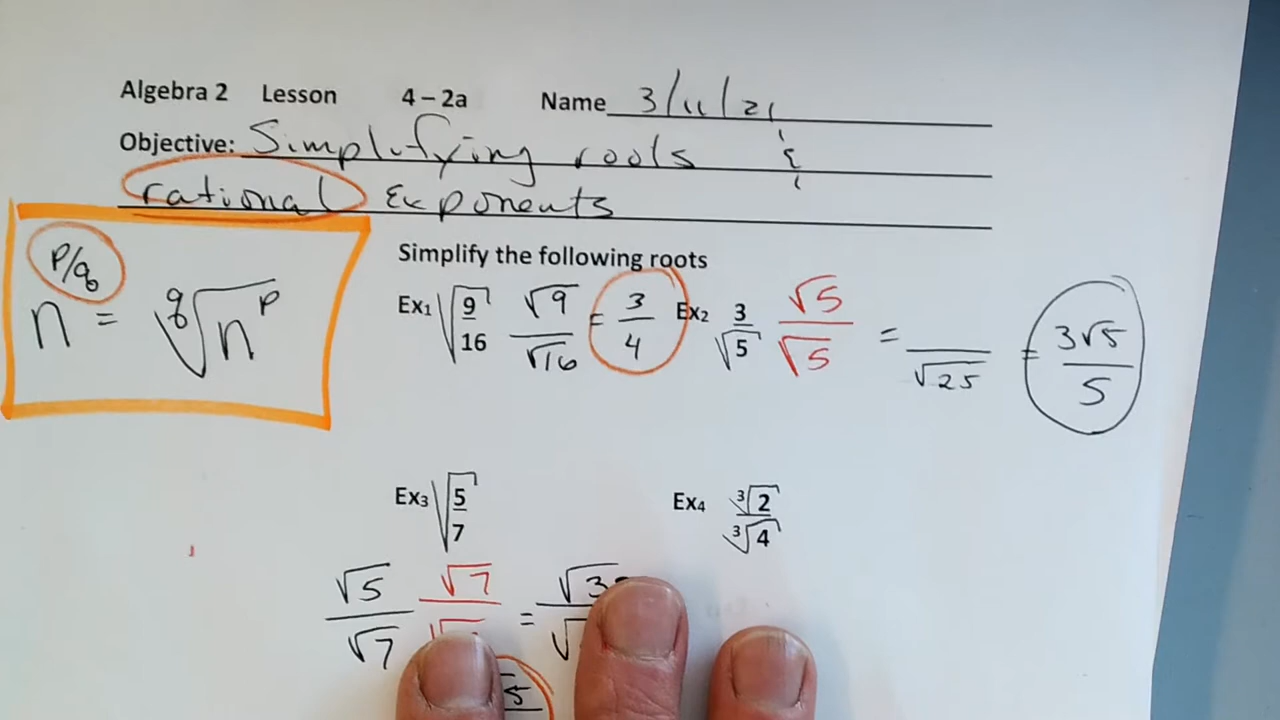 Algebra 2 Lesson 4 – 2a Name 3/11/21
Objective: Simplifying roots &
rational Exponents
n^(p/q) = ^q√(n^p)
Simplify the following roots
Ex1 √(9/16) √9/√16 = 3/4 Ex2 3/√5 √5/√5 = /√25 = 3√5/5
Ex3 √(5/7) Ex4 ∛2/∛4
√5/√7 √7/ = √3
5